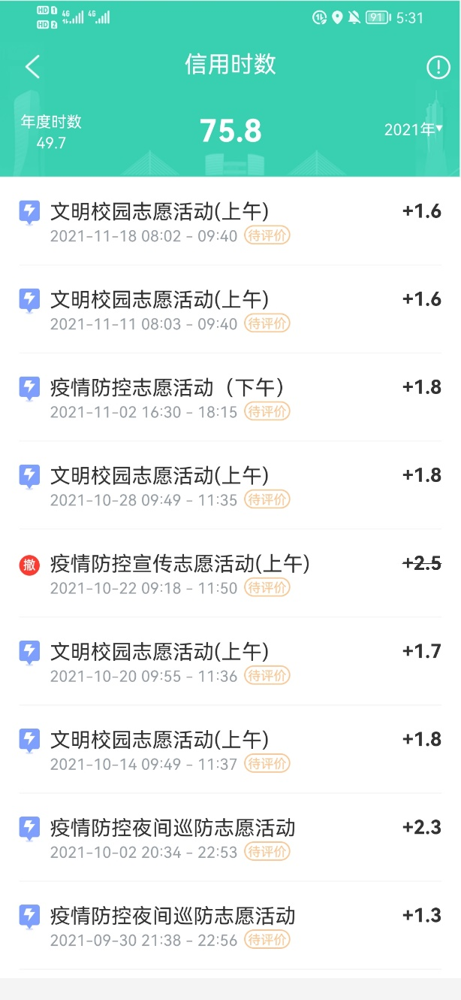 HD 1 4G 4G 91 5:31
HD 2
信用时数
年度时数 75.8 2021年
49.7
文明校园志愿活动(上午) +1.6
2021-11-18 08:02 - 09:40 待评价
文明校园志愿活动(上午) +1.6
2021-11-11 08:03 - 09:40 待评价
疫情防控志愿活动（下午） +1.8
2021-11-02 16:30 - 18:15 待评价
文明校园志愿活动(上午) +1.8
2021-10-28 09:49 - 11:35 待评价
撤 疫情防控宣传志愿活动(上午) +2.5
2021-10-22 09:18 - 11:50 待评价
文明校园志愿活动(上午) +1.7
2021-10-20 09:55 - 11:36 待评价
文明校园志愿活动(上午) +1.8
2021-10-14 09:49 - 11:37 待评价
疫情防控夜间巡防志愿活动 +2.3
2021-10-02 20:34 - 22:53 待评价
疫情防控夜间巡防志愿活动 +1.3
2021-09-30 21:38 - 22:56 待评价